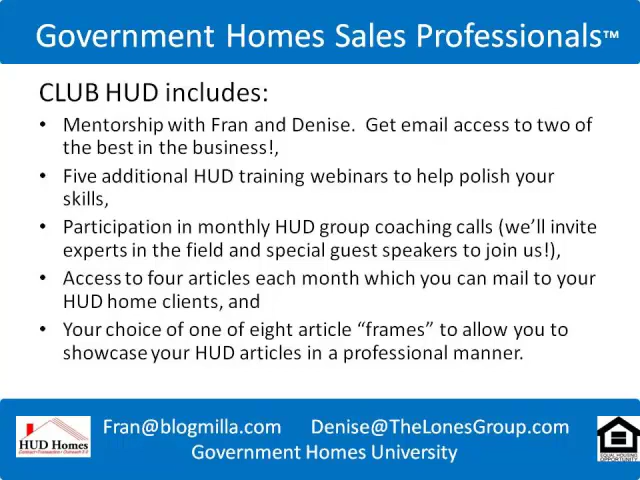 Government Homes Sales Professionals™
CLUB HUD includes:
• Mentorship with Fran and Denise.  Get email access to two of
the best in the business!,
• Five additional HUD training webinars to help polish your
skills,
• Participation in monthly HUD group coaching calls (we’ll invite
experts in the field and special guest speakers to join us!),
• Access to four articles each month which you can mail to your
HUD home clients, and
• Your choice of one of eight article “frames” to allow you to
showcase your HUD articles in a professional manner.
HUD Homes
Fran@blogmilla.com Denise@TheLonesGroup.com
Government Homes University
EQUAL HOUSING
OPPORTUNITY